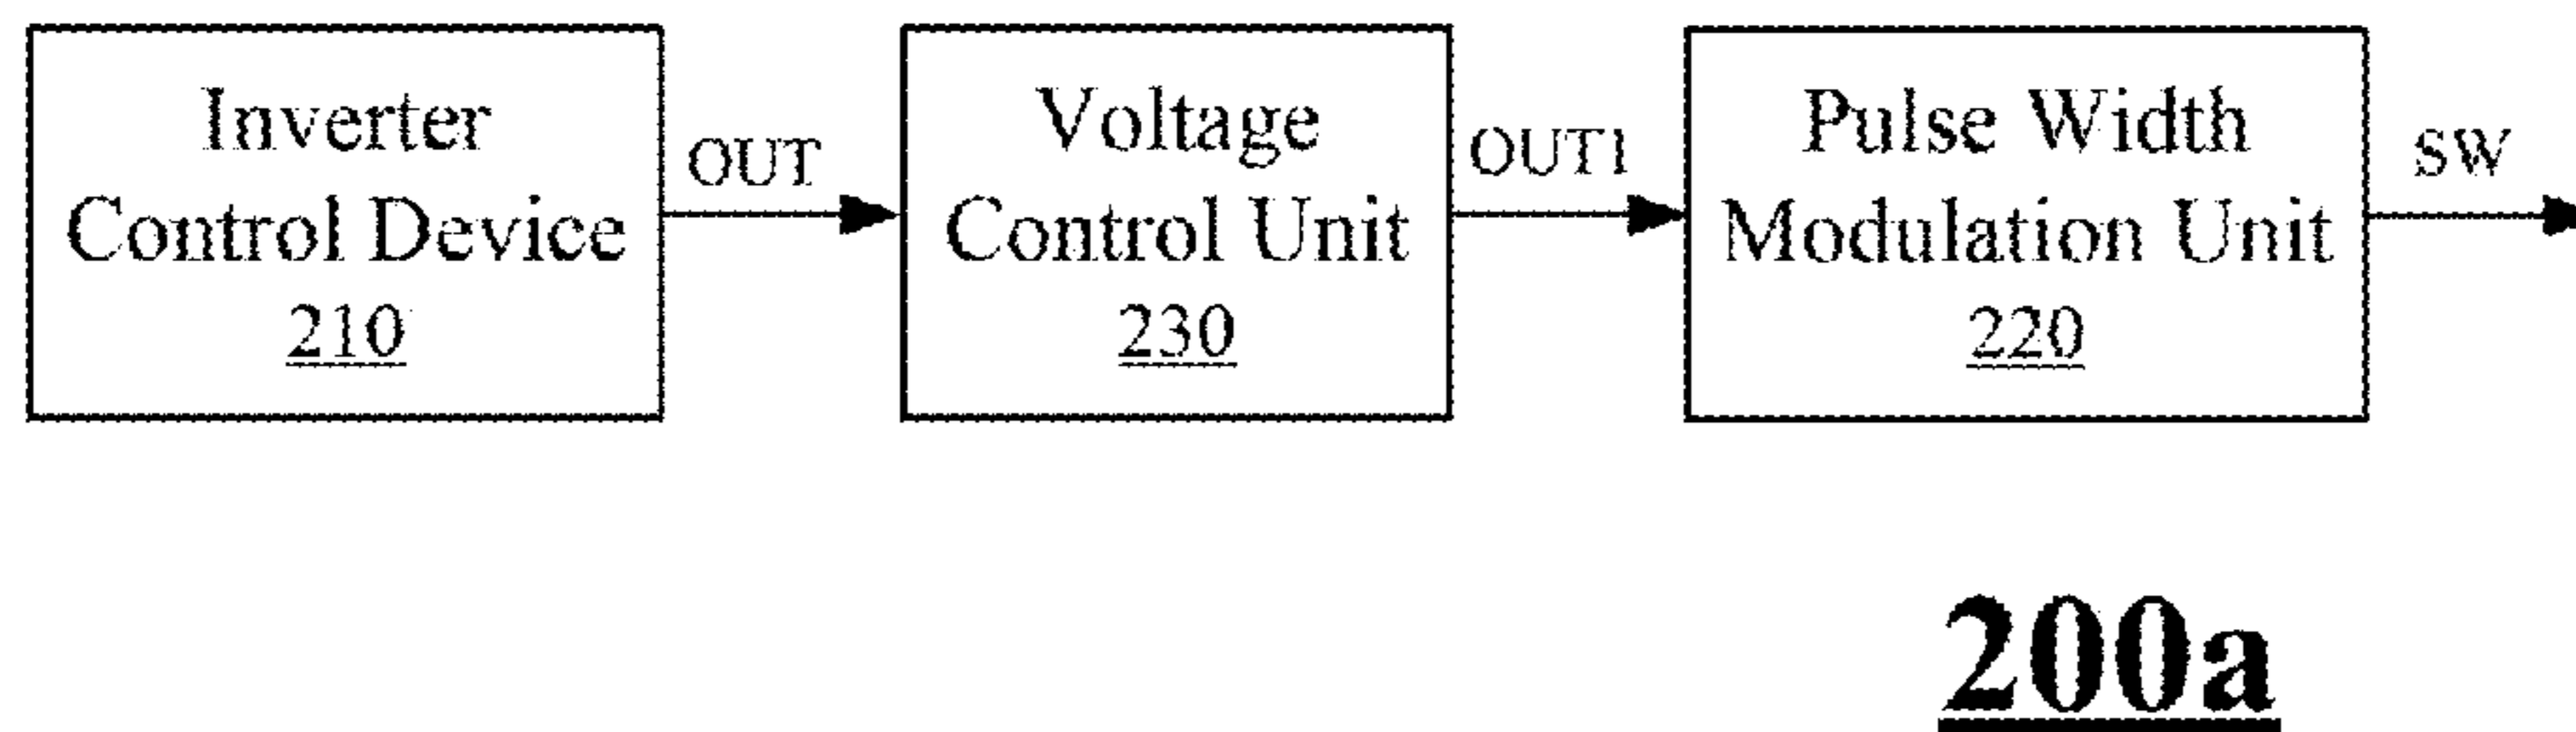 Inverter
Control Device
210
OUT
Voltage
Control Unit
230
OUT1
Pulse Width
Modulation Unit
220
SW
200a